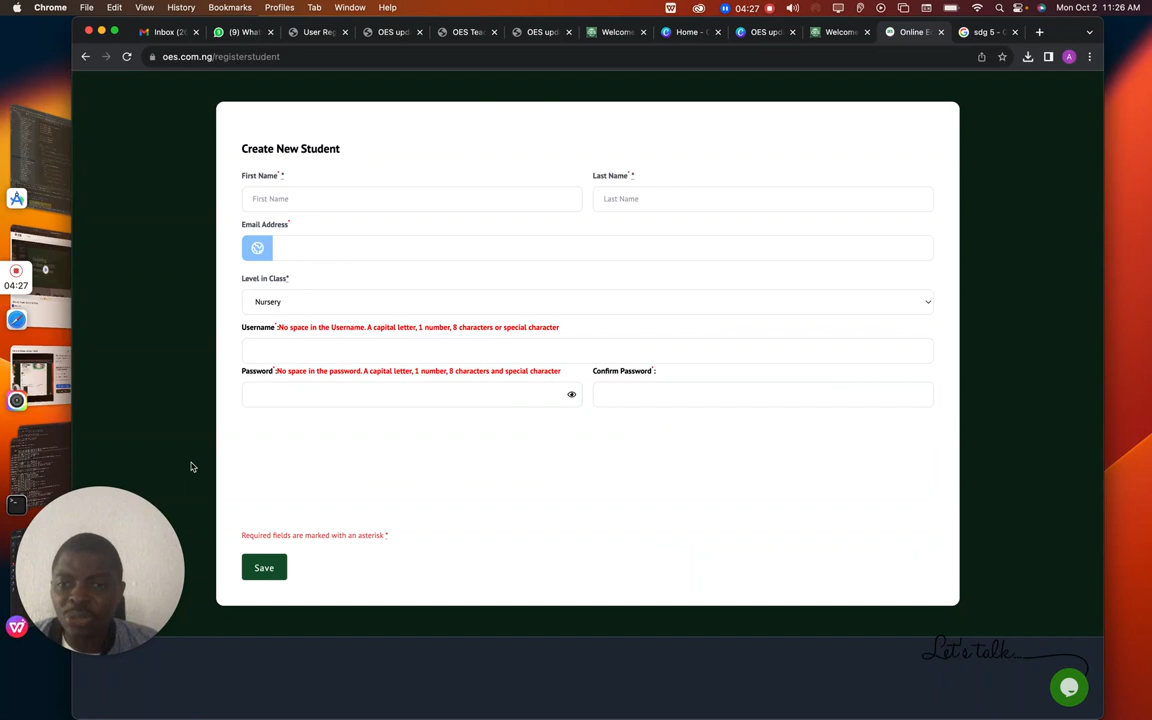 Chrome File Edit View History Bookmarks Profiles Tab Window Help 04:27 Mon Oct 2 11:26 AM
Inbox (2 (9) What User Reg OES upd OES Tea OES upd Welcome Home - OES upd Welcome Online E sdg 5 - G
oes.com.ng/registerstudent
A
Create New Student
First Name* * Last Name* *
First Name Last Name
Email Address*
Level in Class*
04:27
Nursery
Username*:No space in the Username. A capital letter, 1 number, 8 characters or special character
Password*:No space in the password. A capital letter, 1 number, 8 characters and special character Confirm Password*:
Required fields are marked with an asterisk *
Save
Let's talk...